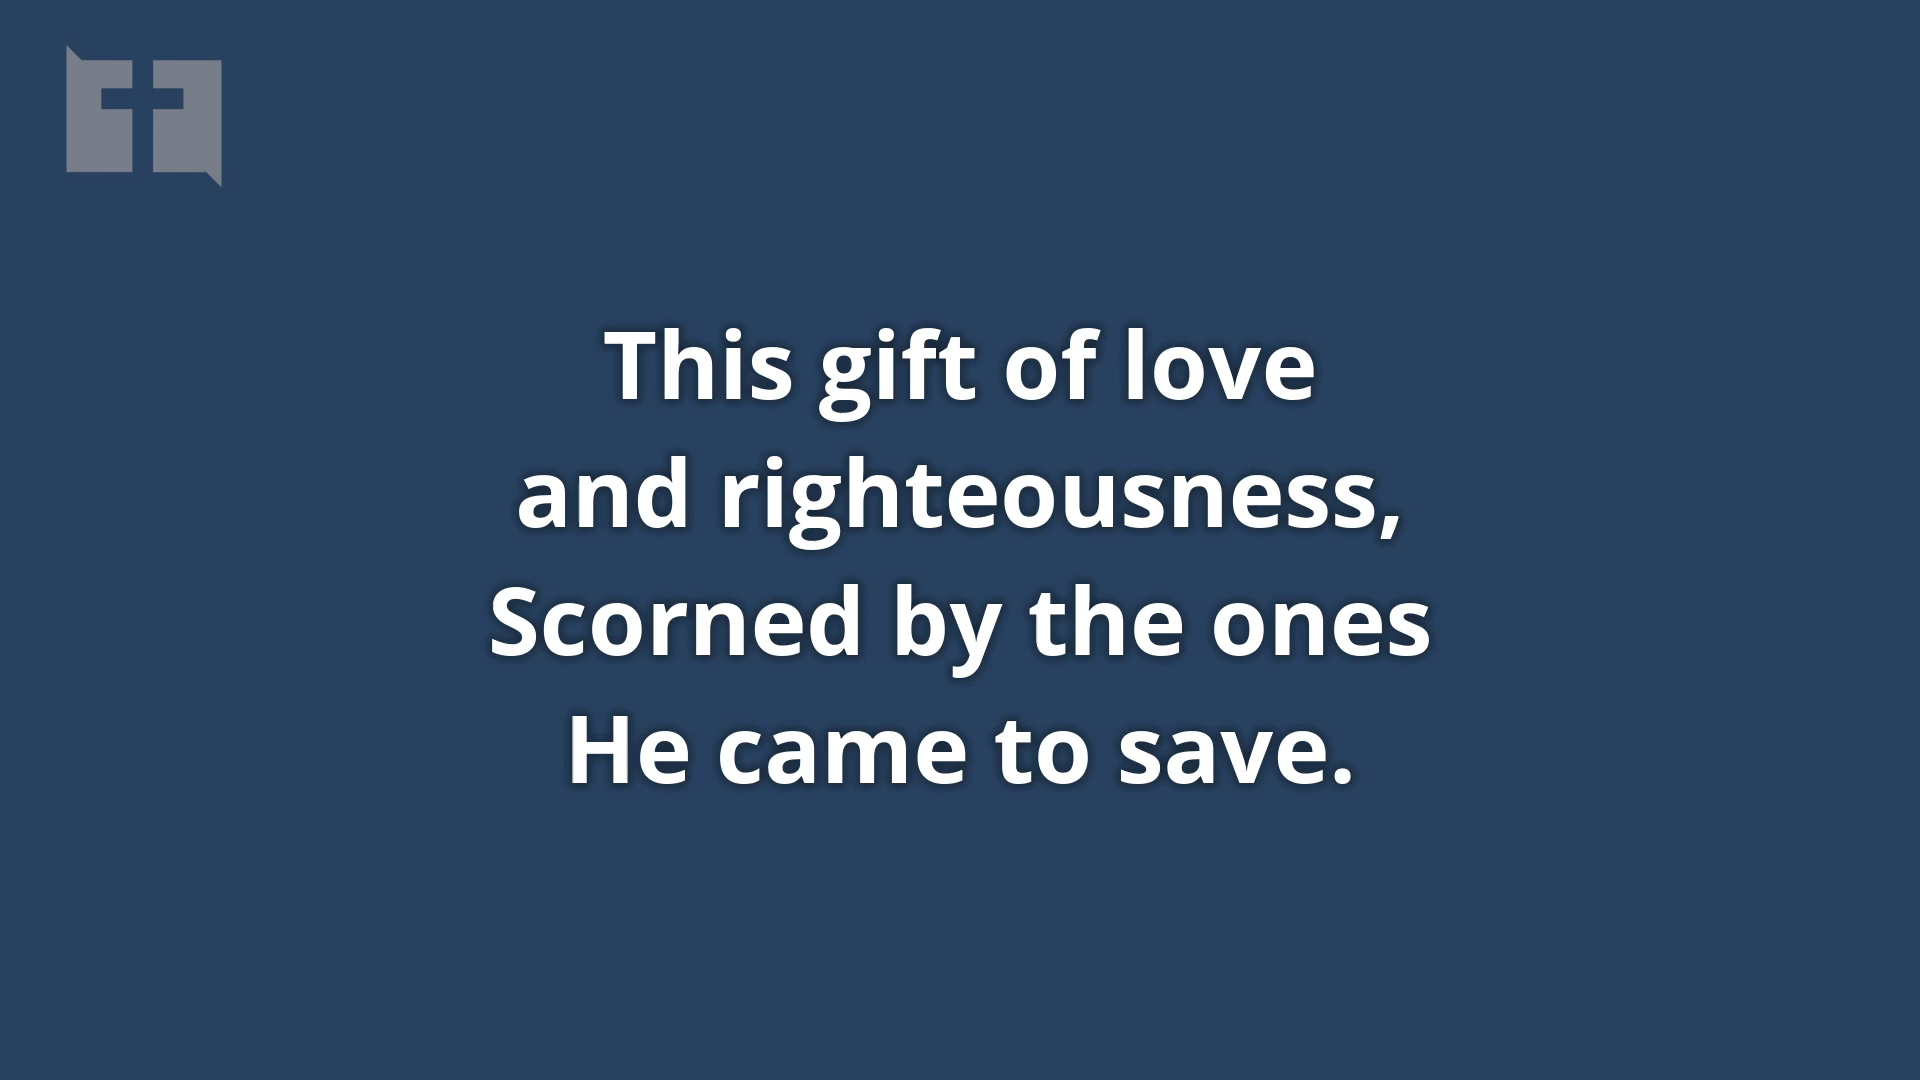 This gift of love
and righteousness,
Scorned by the ones
He came to save.